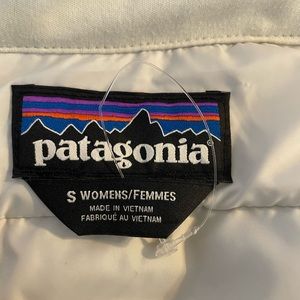 patagonia
S WOMENS/FEMMES
MADE IN VIETNAM
FABRIQUÉ AU VIETNAM